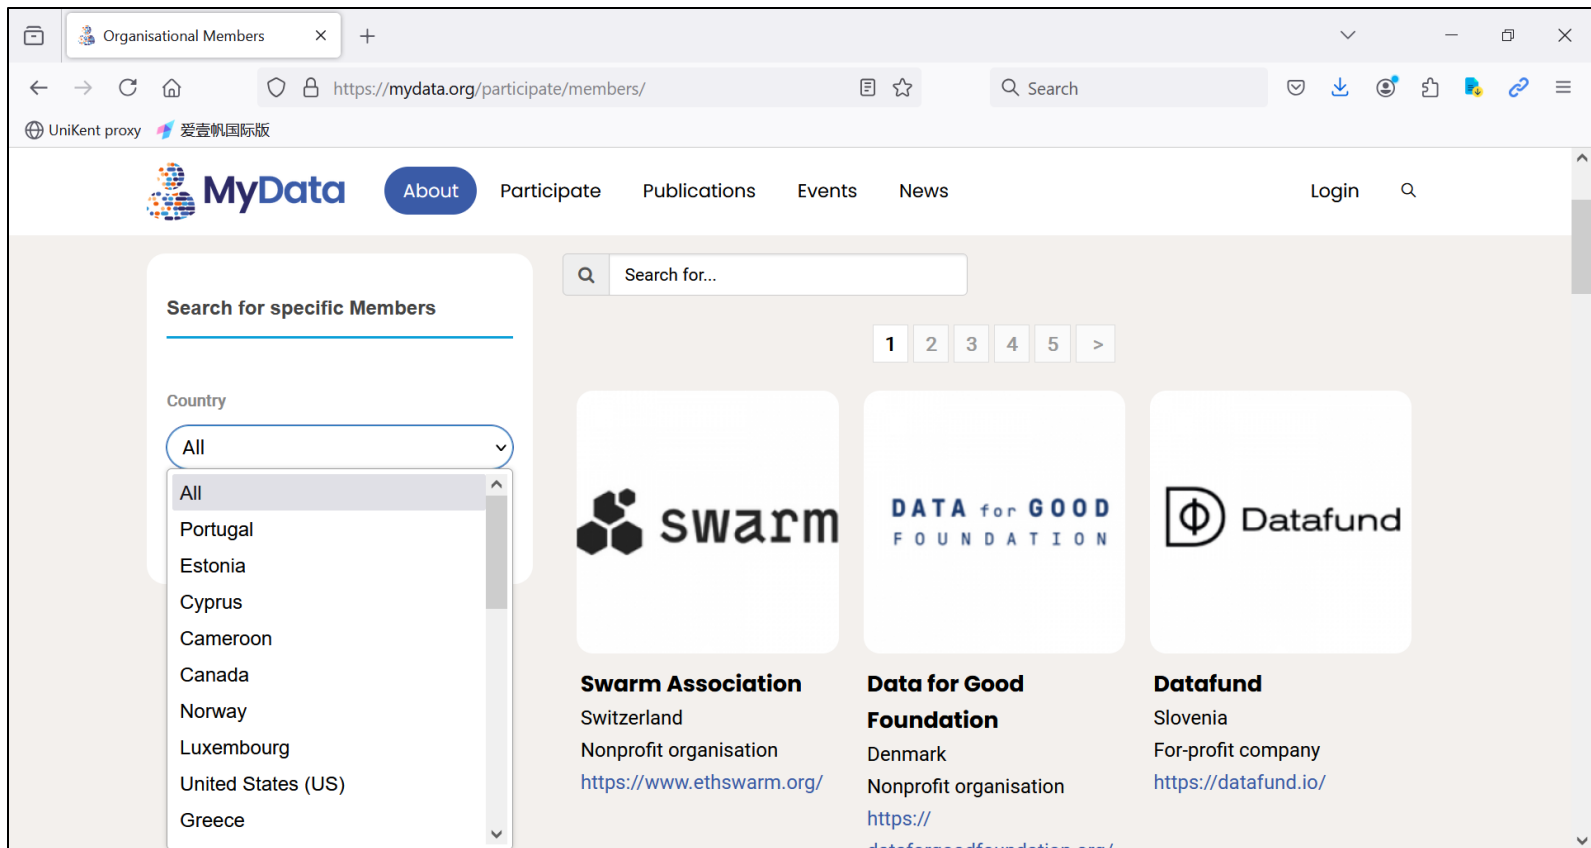 Organisational Members
https://mydata.org/participate/members/
Search
UniKent proxy
爱壹帆国际版
MyData
About
Participate
Publications
Events
News
Login
Search for specific Members
Country
All
All
Portugal
Estonia
Cyprus
Cameroon
Canada
Norway
Luxembourg
United States (US)
Greece
Search for...
1 2 3 4 5 >
swarm
Swarm Association
Switzerland
Nonprofit organisation
https://www.ethswarm.org/
DATA for GOOD
FOUNDATION
Data for Good
Foundation
Denmark
Nonprofit organisation
https://
dataforgoodfoundation.org/
Datafund
Datafund
Slovenia
For-profit company
https://datafund.io/